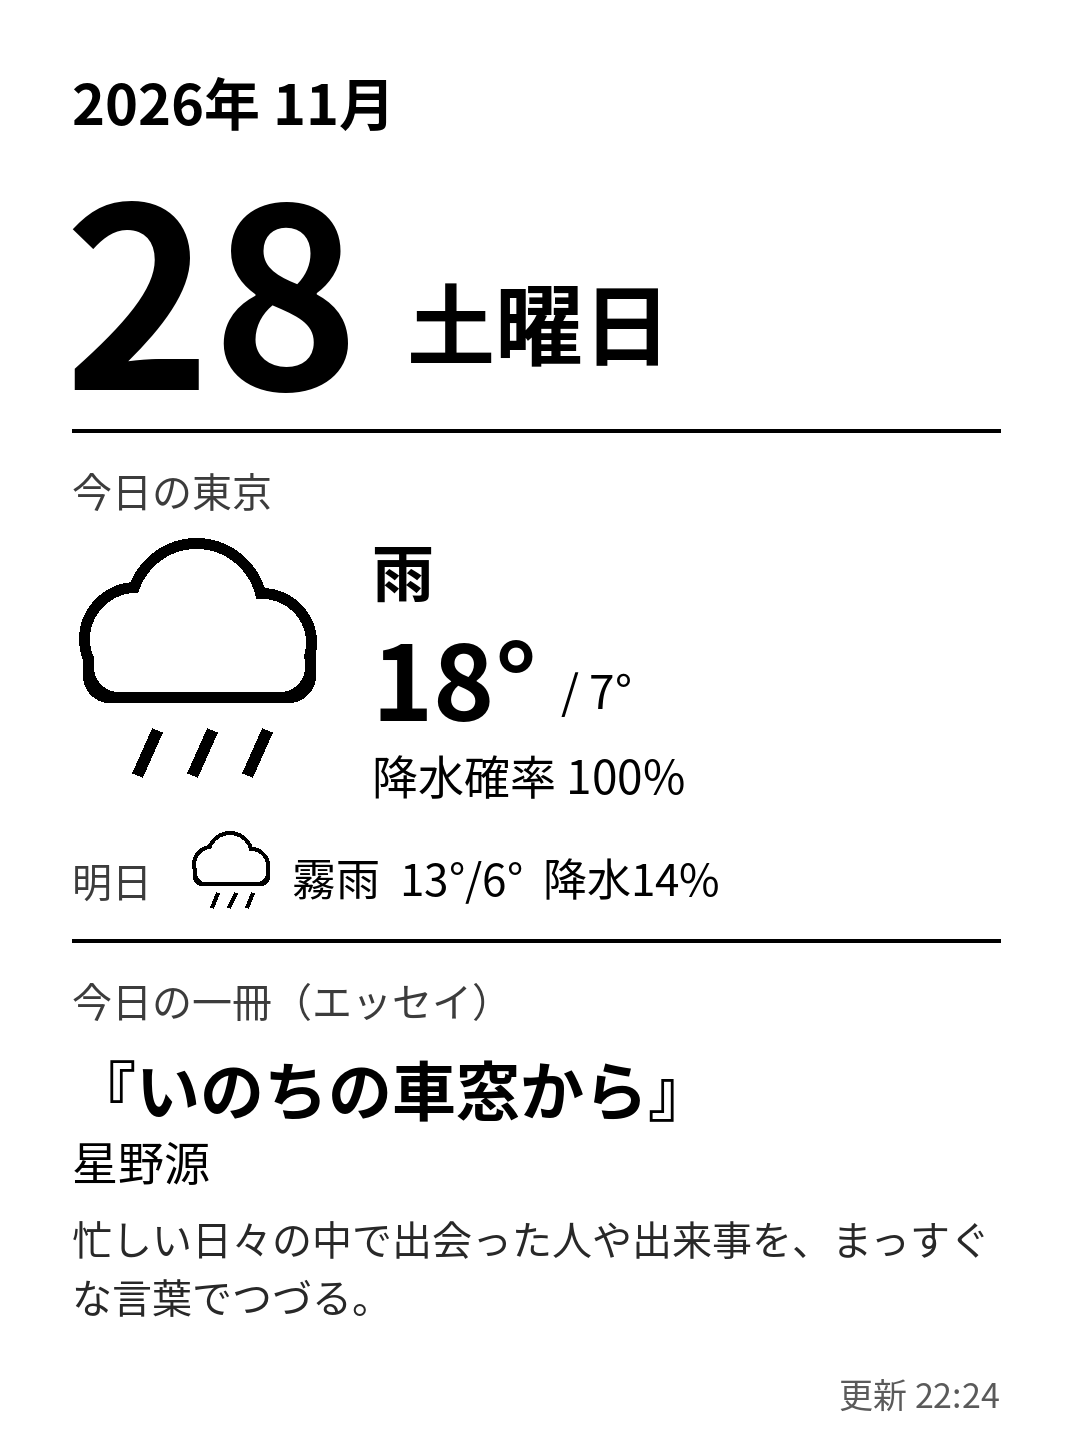 2026年 11月
28 土曜日
今日の東京
雨
18° / 7°
降水確率 100%
明日 霧雨 13°/6° 降水14%
今日の一冊（エッセイ）
『いのちの車窓から』
星野源
忙しい日々の中で出会った人や出来事を、まっすぐ
な言葉でつづる。
更新 22:24